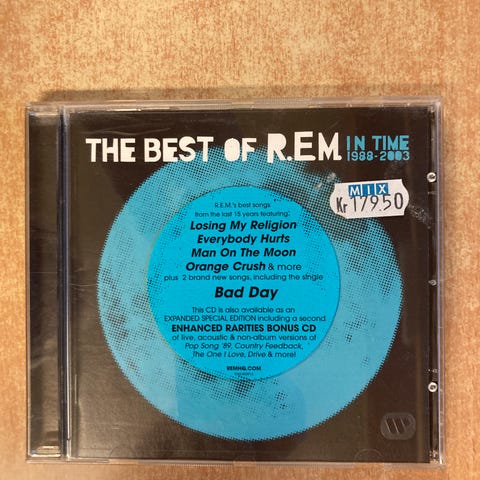 THE BEST OF R.E.M. IN TIME
1988-2003
MIX
Kr 179.50
R.E.M.'s best songs
from the last 15 years featuring:
Losing My Religion
Everybody Hurts
Man On The Moon
Orange Crush & more
plus 2 brand new songs, including the single
Bad Day
This CD is also available as an
EXPANDED SPECIAL EDITION including a second
ENHANCED RARITIES BONUS CD
of live, acoustic & non-album versions of
Pop Song '89, Country Feedback,
The One I Love, Drive & more!
REMHQ.COM